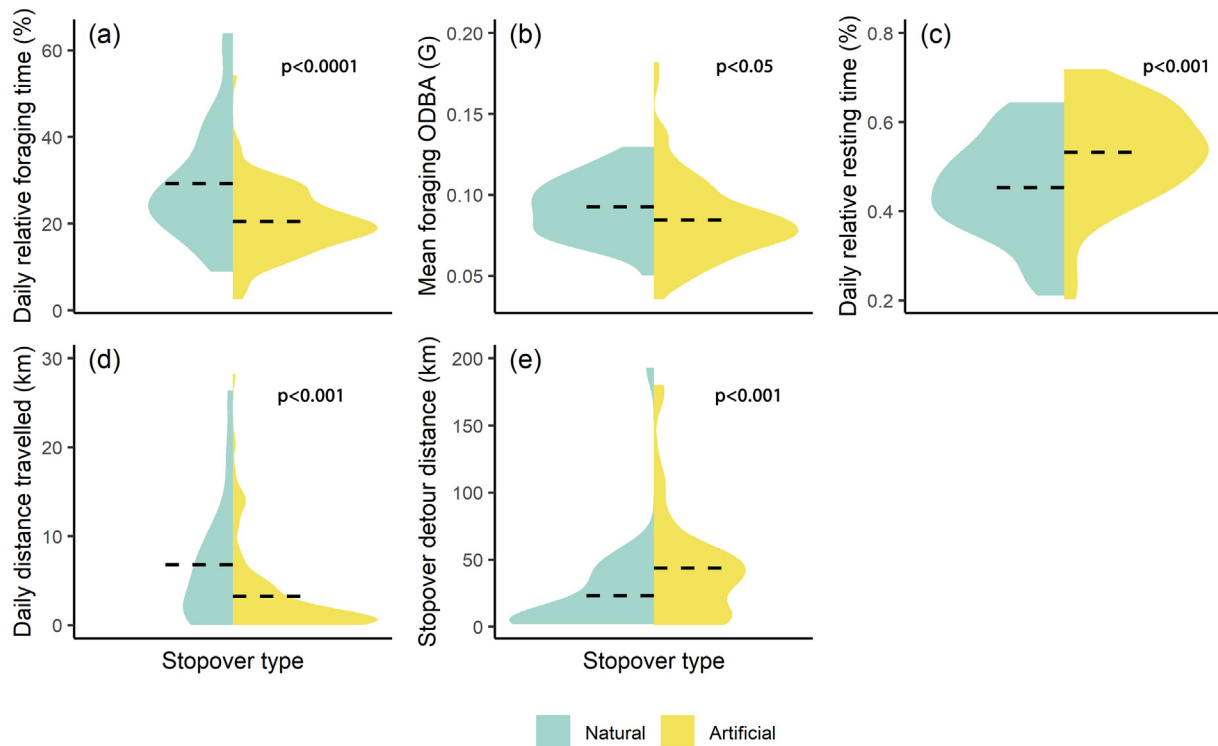 (a)
p<0.0001
Daily relative foraging time (%)
60
40
20
0
(b)
p<0.05
Mean foraging ODBA (G)
0.20
0.15
0.10
0.05
(c)
p<0.001
Daily relative resting time (%)
0.8
0.6
0.4
0.2
(d)
p<0.001
Daily distance travelled (km)
30
20
10
0
Stopover type
(e)
p<0.001
Stopover detour distance (km)
200
150
100
50
0
Stopover type
Natural
Artificial